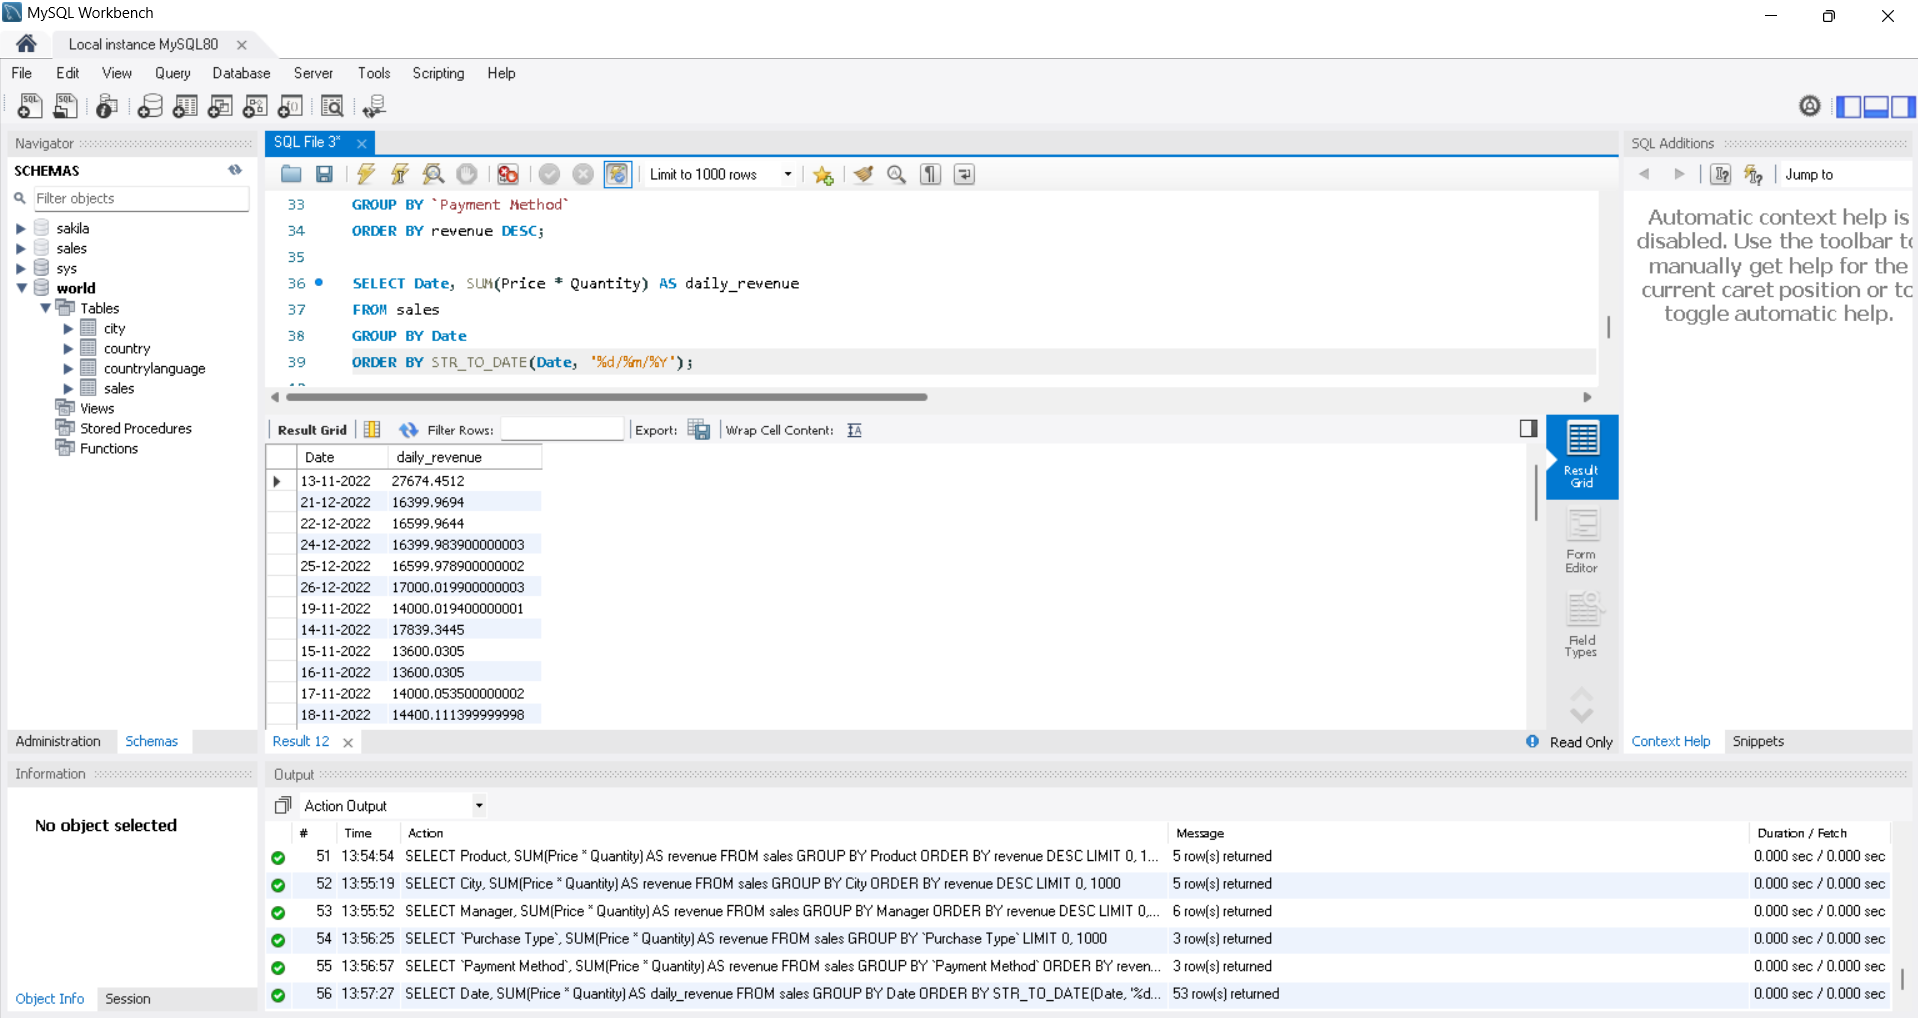 MySQL Workbench
Local instance MySQL80
File Edit View Query Database Server Tools Scripting Help
Navigator
SCHEMAS
Filter objects
sakila
sales
sys
world
Tables
city
country
countrylanguage
sales
Views
Stored Procedures
Functions
Administration Schemas
Information
No object selected
Object Info Session
SQL File 3*
Limit to 1000 rows
33 GROUP BY `Payment Method`
34 ORDER BY revenue DESC;
35
36 SELECT Date, SUM(Price * Quantity) AS daily_revenue
37 FROM sales
38 GROUP BY Date
39 ORDER BY STR_TO_DATE(Date, '%d/%m/%Y');
Result Grid Filter Rows: Export: Wrap Cell Content:
Date daily_revenue
13-11-2022 27674.4512
21-12-2022 16399.9694
22-12-2022 16599.9644
24-12-2022 16399.983900000003
25-12-2022 16599.978900000002
26-12-2022 17000.019900000003
19-11-2022 14000.019400000001
14-11-2022 17839.3445
15-11-2022 13600.0305
16-11-2022 13600.0305
17-11-2022 14000.053500000002
18-11-2022 14400.111399999998
Result
Grid
Form
Editor
Field
Types
Result 12
Read Only
SQL Additions
Jump to
Automatic context help is
disabled. Use the toolbar to
manually get help for the
current caret position or to
toggle automatic help.
Context Help Snippets
Output
Action Output
# Time Action Message Duration / Fetch
51 13:54:54 SELECT Product, SUM(Price * Quantity) AS revenue FROM sales GROUP BY Product ORDER BY revenue DESC LIMIT 0, 1... 5 row(s) returned 0.000 sec / 0.000 sec
52 13:55:19 SELECT City, SUM(Price * Quantity) AS revenue FROM sales GROUP BY City ORDER BY revenue DESC LIMIT 0, 1000 5 row(s) returned 0.000 sec / 0.000 sec
53 13:55:52 SELECT Manager, SUM(Price * Quantity) AS revenue FROM sales GROUP BY Manager ORDER BY revenue DESC LIMIT 0,... 6 row(s) returned 0.000 sec / 0.000 sec
54 13:56:25 SELECT `Purchase Type`, SUM(Price * Quantity) AS revenue FROM sales GROUP BY `Purchase Type` LIMIT 0, 1000 3 row(s) returned 0.000 sec / 0.000 sec
55 13:56:57 SELECT `Payment Method`, SUM(Price * Quantity) AS revenue FROM sales GROUP BY `Payment Method` ORDER BY reven... 3 row(s) returned 0.000 sec / 0.000 sec
56 13:57:27 SELECT Date, SUM(Price * Quantity) AS daily_revenue FROM sales GROUP BY Date ORDER BY STR_TO_DATE(Date, '%d... 53 row(s) returned 0.000 sec / 0.000 sec